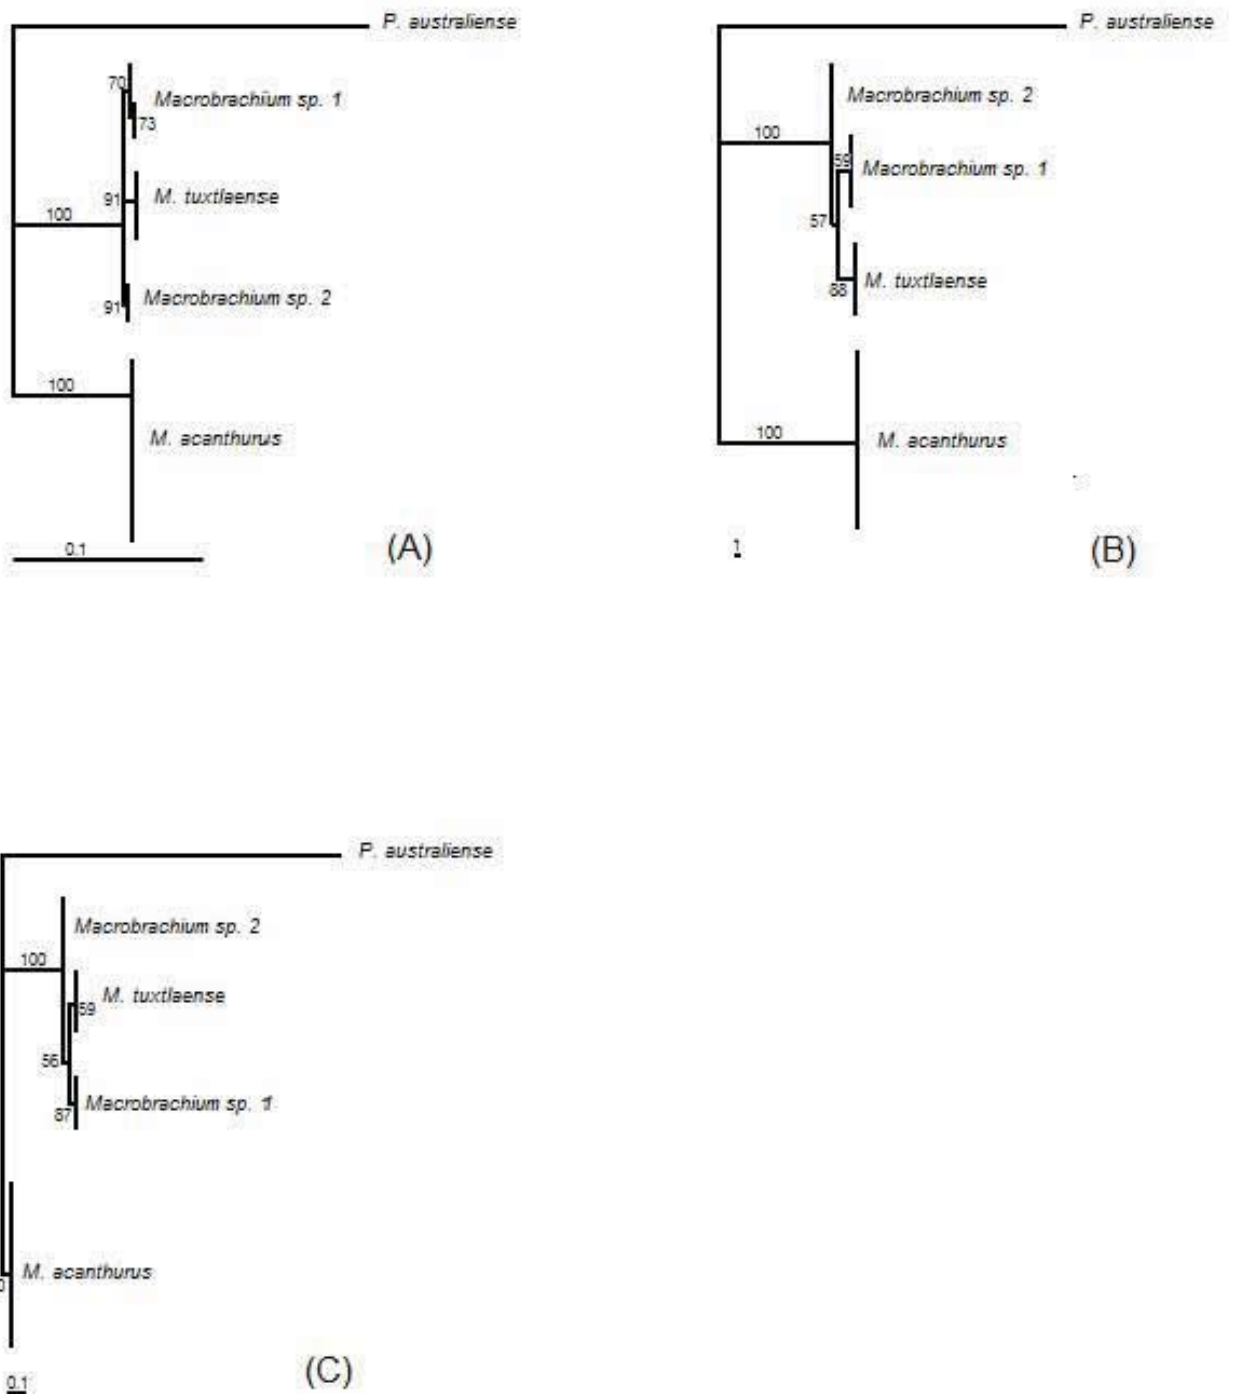 P. australiense
70
Macrobrachium sp. 1
73
91
M. tuxtlaense
100
91
Macrobrachium sp. 2
100
M. acanthurus
0.1
(A)
P. australiense
Macrobrachium sp. 2
100
59
Macrobrachium sp. 1
57
88
M. tuxtlaense
100
M. acanthurus
1
(B)
P. australiense
Macrobrachium sp. 2
100
M. tuxtlaense
59
56
87
Macrobrachium sp. 1
M. acanthurus
0.1
(C)